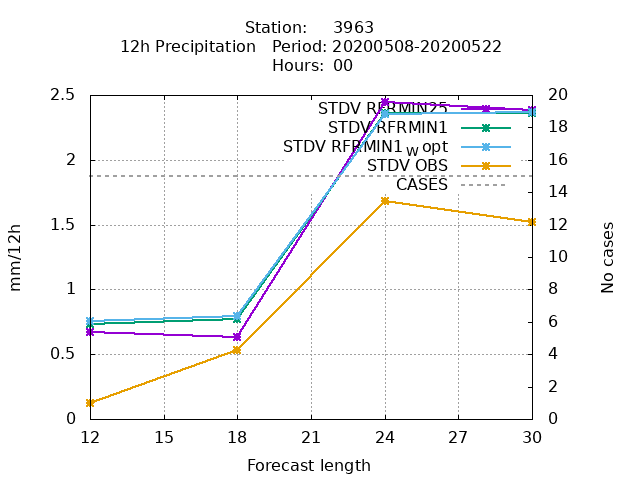 Station: 3963
12h Precipitation Period: 20200508-20200522
Hours: 00
2.5
2
1.5
1
0.5
0
20
18
16
14
12
10
8
6
4
2
0
STDV RFRMIN25
STDV RFRMIN1
STDV RFRMIN1 w opt
STDV OBS
CASES
mm/12h
No cases
12 15 18 21 24 27 30
Forecast length